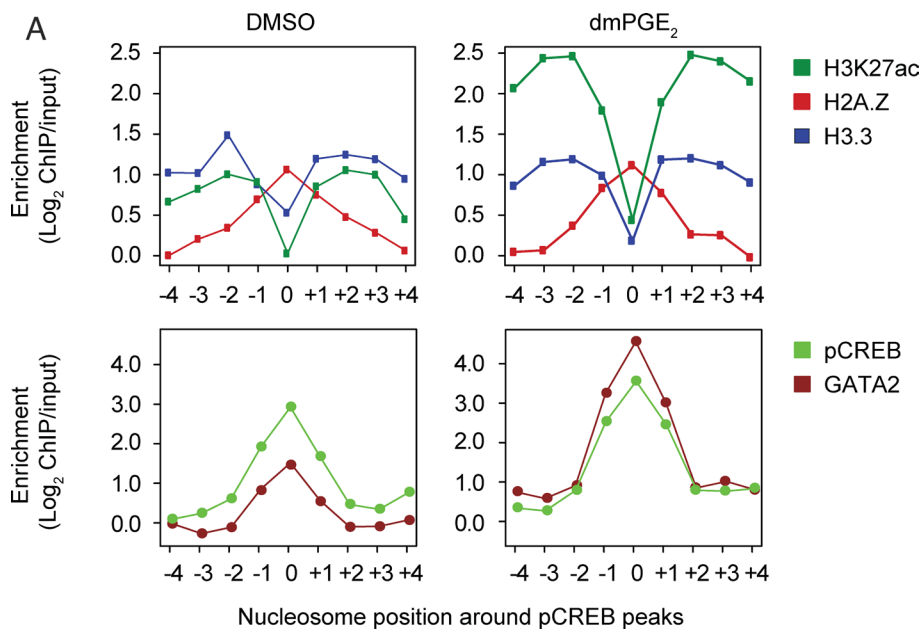 A
DMSO
dmPGE₂
Enrichment
(Log₂ ChIP/input)
2.5
2.0
1.5
1.0
0.5
0.0
-4 -3 -2 -1 0 +1 +2 +3 +4
2.5
2.0
1.5
1.0
0.5
0.0
-4 -3 -2 -1 0 +1 +2 +3 +4
H3K27ac
H2A.Z
H3.3
Enrichment
(Log₂ ChIP/input)
4.0
3.0
2.0
1.0
0.0
-4 -3 -2 -1 0 +1 +2 +3 +4
4.0
3.0
2.0
1.0
0.0
-4 -3 -2 -1 0 +1 +2 +3 +4
pCREB
GATA2
Nucleosome position around pCREB peaks